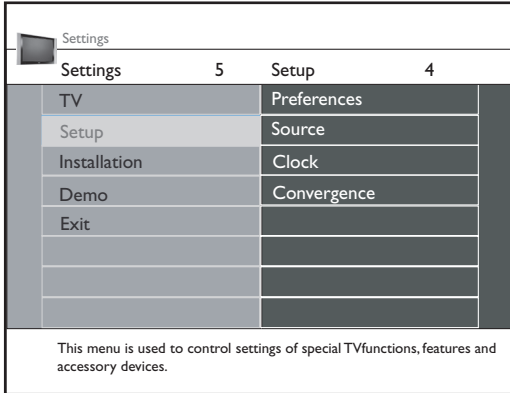 Settings
Settings 5 Setup 4
TV Preferences
Setup Source
Installation Clock
Demo Convergence
Exit
This menu is used to control settings of special TVfunctions, features and
accessory devices.